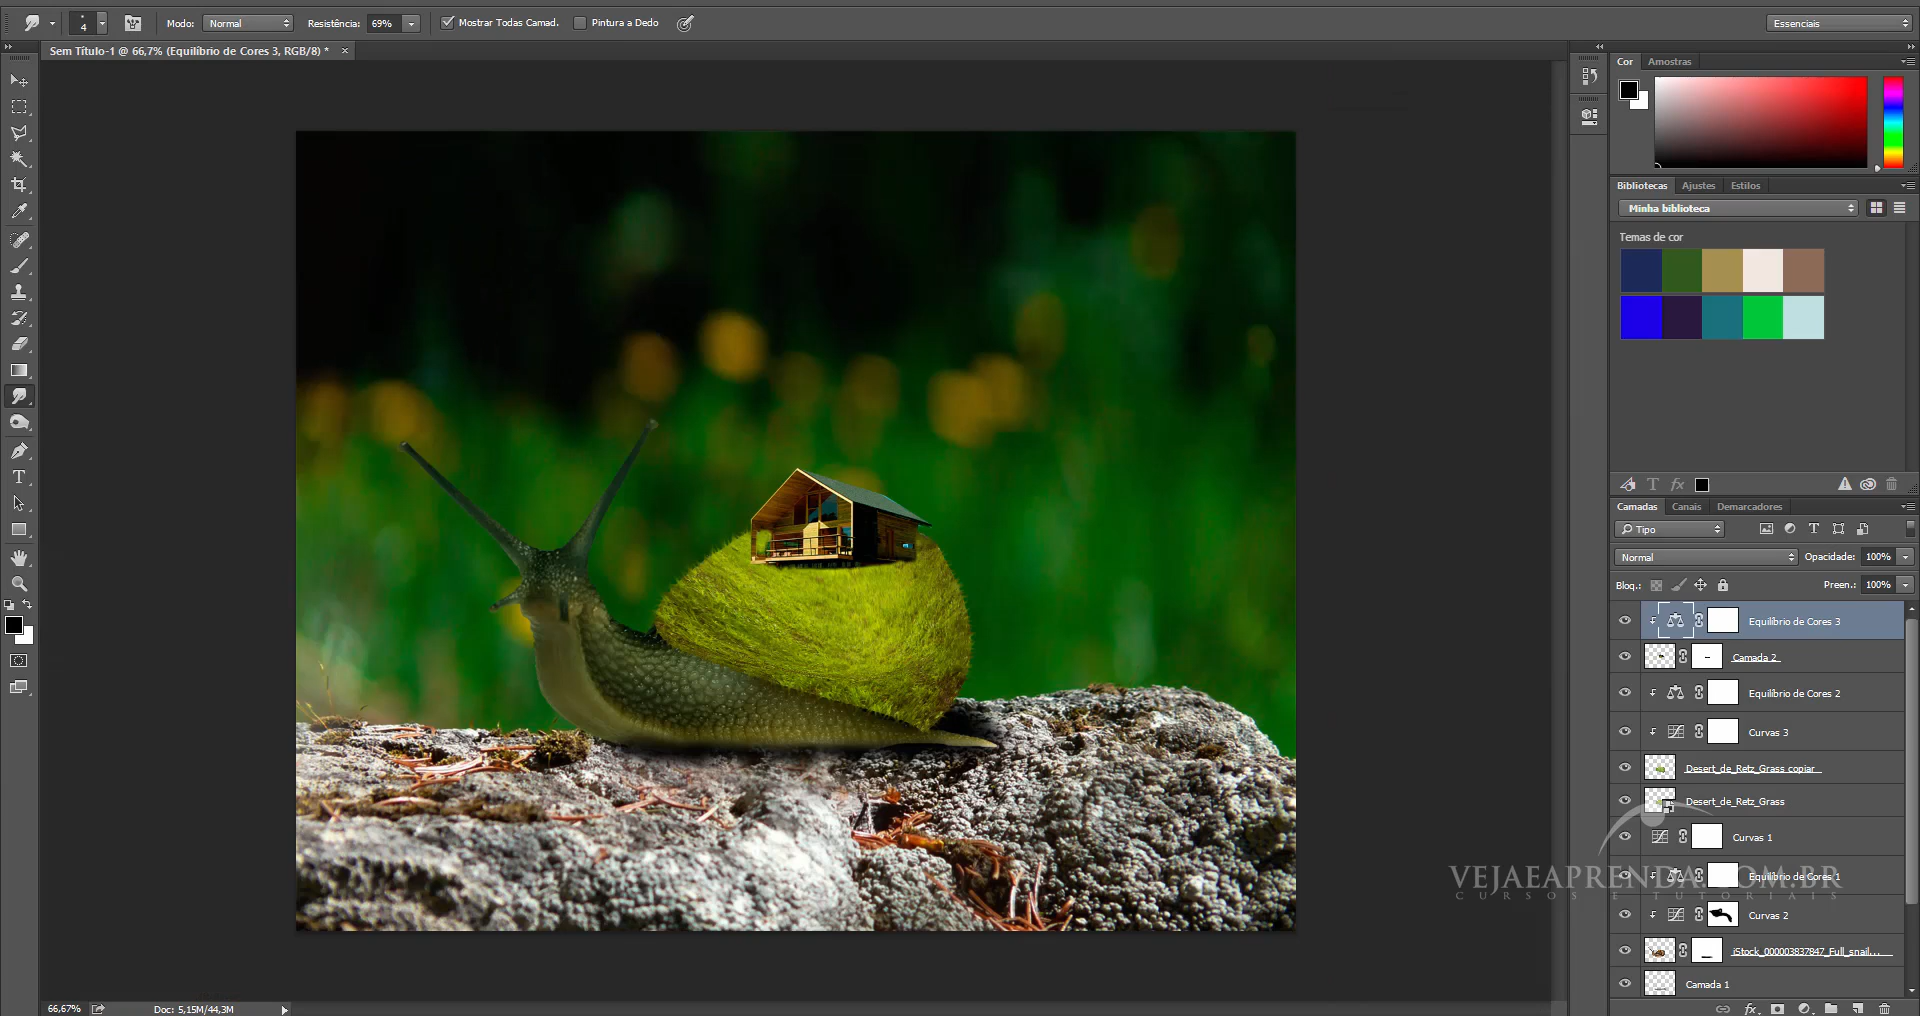 4
Modo: Normal
Resistência: 69%
Mostrar Todas Camad.
Pintura a Dedo
Essenciais
Sem Título-1 @ 66,7% (Equilíbrio de Cores 3, RGB/8) *
Cor
Amostras
Bibliotecas
Ajustes
Estilos
Minha biblioteca
Temas de cor
Camadas
Canais
Demarcadores
Tipo
Normal
Opacidade: 100%
Bloq.:
Preen.: 100%
Equilíbrio de Cores 3
Camada 2
Equilíbrio de Cores 2
Curvas 3
Desert_de_Retz_Grass copiar
Desert_de_Retz_Grass
Curvas 1
VEJAEAPRENDA.COM.BR
Equilíbrio de Cores 1
CURSOS E TUTORIAIS
Curvas 2
iStock_000003837847_Full_snail...
Camada 1
66,67%
Doc: 5,15M/44,3M